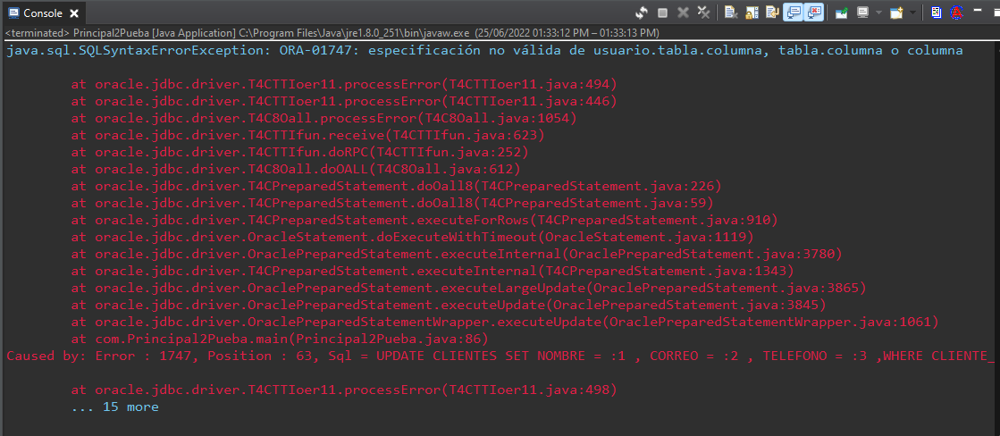 Console
<terminated> Principal2Pueba [Java Application] C:\Program Files\Java\jre1.8.0_251\bin\javaw.exe (25/06/2022 01:33:12 PM – 01:33:13 PM)
java.sql.SQLSyntaxErrorException: ORA-01747: especificación no válida de usuario.tabla.columna, tabla.columna o columna
at oracle.jdbc.driver.T4CTTIoer11.processError(T4CTTIoer11.java:494)
at oracle.jdbc.driver.T4CTTIoer11.processError(T4CTTIoer11.java:446)
at oracle.jdbc.driver.T4C8Oall.processError(T4C8Oall.java:1054)
at oracle.jdbc.driver.T4CTTIfun.receive(T4CTTIfun.java:623)
at oracle.jdbc.driver.T4CTTIfun.doRPC(T4CTTIfun.java:252)
at oracle.jdbc.driver.T4C8Oall.doOALL(T4C8Oall.java:612)
at oracle.jdbc.driver.T4CPreparedStatement.doOall8(T4CPreparedStatement.java:226)
at oracle.jdbc.driver.T4CPreparedStatement.doOall8(T4CPreparedStatement.java:59)
at oracle.jdbc.driver.T4CPreparedStatement.executeForRows(T4CPreparedStatement.java:910)
at oracle.jdbc.driver.OracleStatement.doExecuteWithTimeout(OracleStatement.java:1119)
at oracle.jdbc.driver.OraclePreparedStatement.executeInternal(OraclePreparedStatement.java:3780)
at oracle.jdbc.driver.T4CPreparedStatement.executeInternal(T4CPreparedStatement.java:1343)
at oracle.jdbc.driver.OraclePreparedStatement.executeLargeUpdate(OraclePreparedStatement.java:3865)
at oracle.jdbc.driver.OraclePreparedStatement.executeUpdate(OraclePreparedStatement.java:3845)
at oracle.jdbc.driver.OraclePreparedStatementWrapper.executeUpdate(OraclePreparedStatementWrapper.java:1061)
at com.Principal2Pueba.main(Principal2Pueba.java:86)
Caused by: Error : 1747, Position : 63, Sql = UPDATE CLIENTES SET NOMBRE = :1 , CORREO = :2 , TELEFONO = :3 ,WHERE CLIENTE_
at oracle.jdbc.driver.T4CTTIoer11.processError(T4CTTIoer11.java:498)
... 15 more